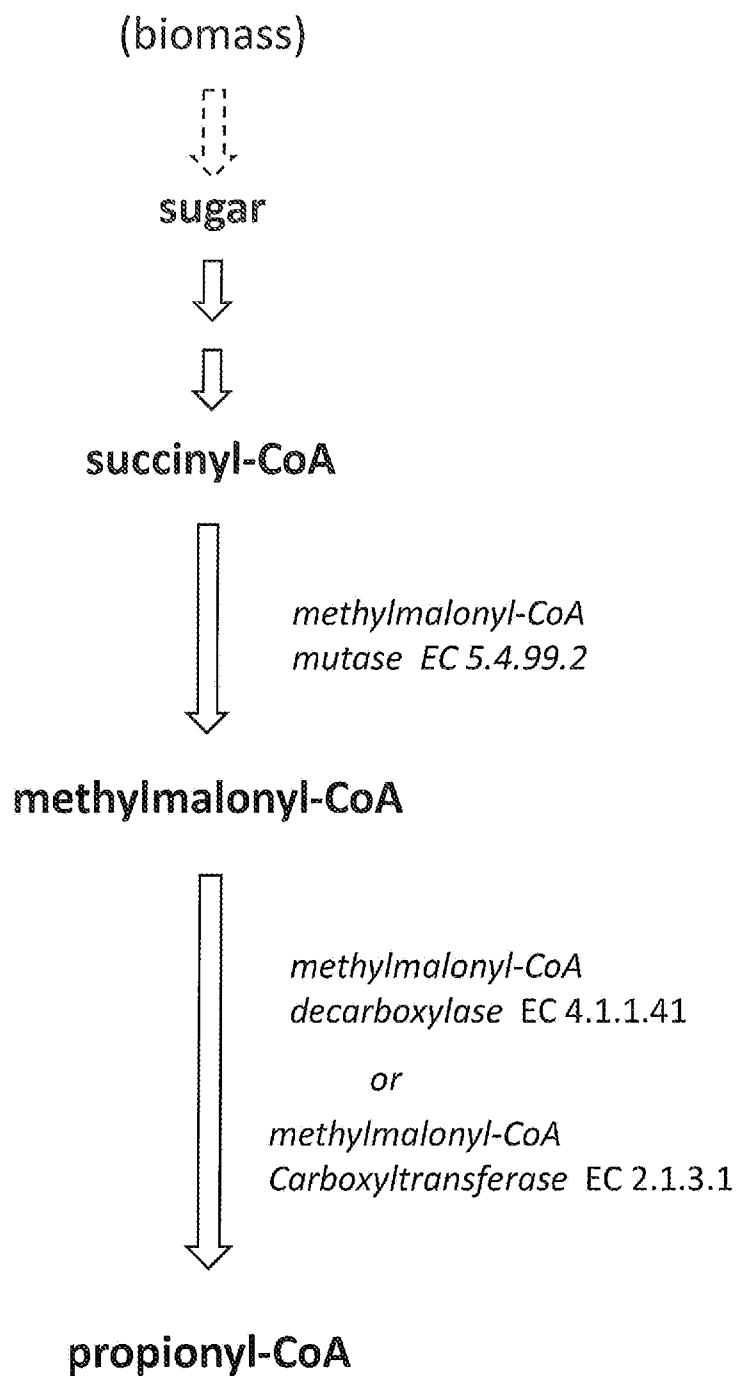 (biomass)
sugar
succinyl-CoA
methylmalonyl-CoA
mutase EC 5.4.99.2
methylmalonyl-CoA
methylmalonyl-CoA
decarboxylase EC 4.1.1.41
or
methylmalonyl-CoA
Carboxyltransferase EC 2.1.3.1
propionyl-CoA